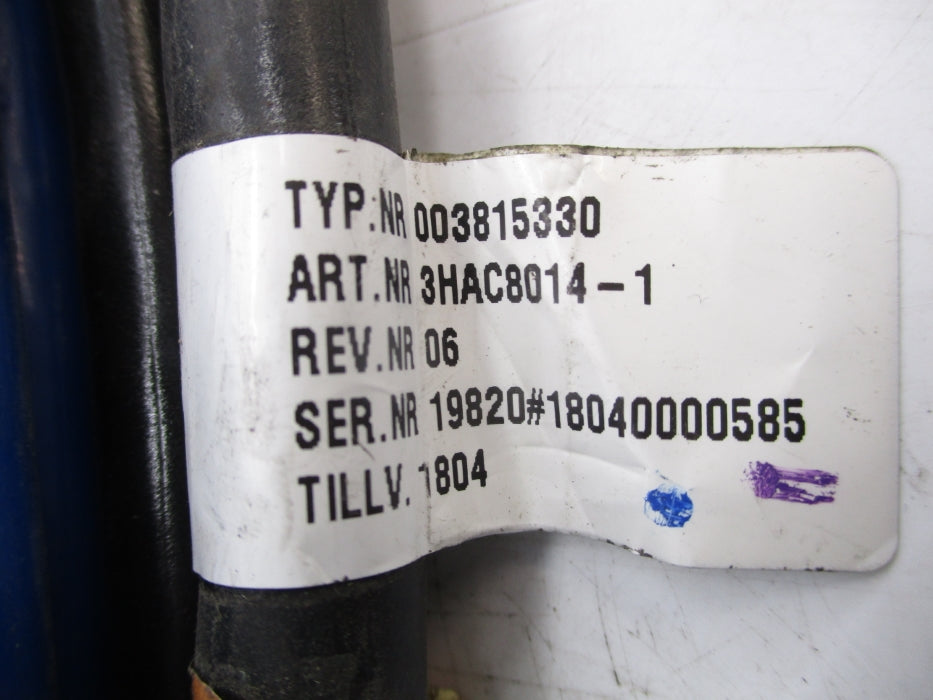 TYP.NR 003815330
ART.NR 3HAC8014-1
REV.NR 06
SER.NR 19820#18040000585
TILLV. 1804